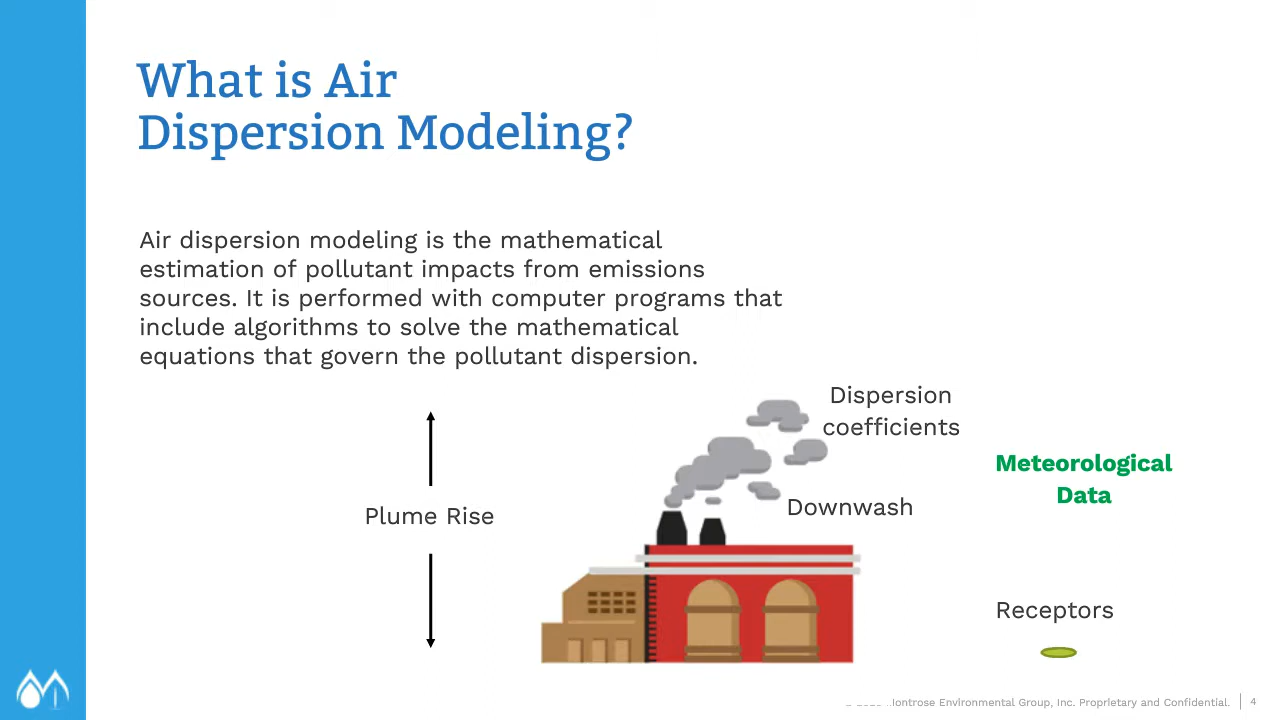 What is Air
Dispersion Modeling?
Air dispersion modeling is the mathematical
estimation of pollutant impacts from emissions
sources. It is performed with computer programs that
include algorithms to solve the mathematical
equations that govern the pollutant dispersion.
Dispersion
coefficients
Meteorological
Data
Downwash
Plume Rise
Receptors
Environmental Group, Inc. Proprietary and Confidential.
4